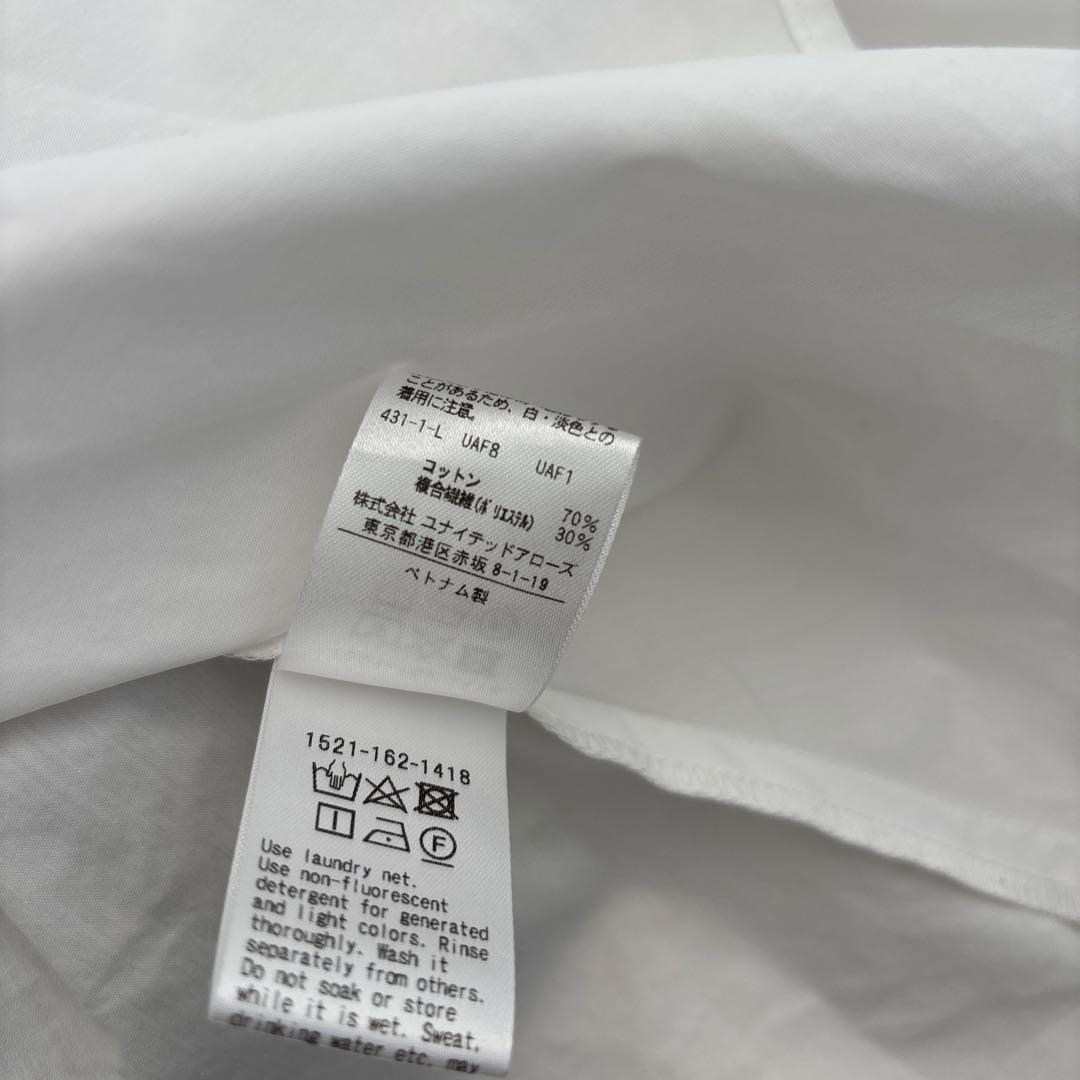 ことがあるため、白・淡色との
着用に注意。
431-1-L UAF8 UAF1
コットン 70%
複合繊維(ポリエステル) 30%
株式会社 ユナイテッドアローズ
東京都港区赤坂8-1-19
ベトナム製
1521-162-1418
F
Use laundry net.
Use non-fluorescent
detergent for generated
and light colors. Rinse
thoroughly. Wash it
separately from others.
Do not soak or store
while it is wet. Sweat,
drinking water etc. may